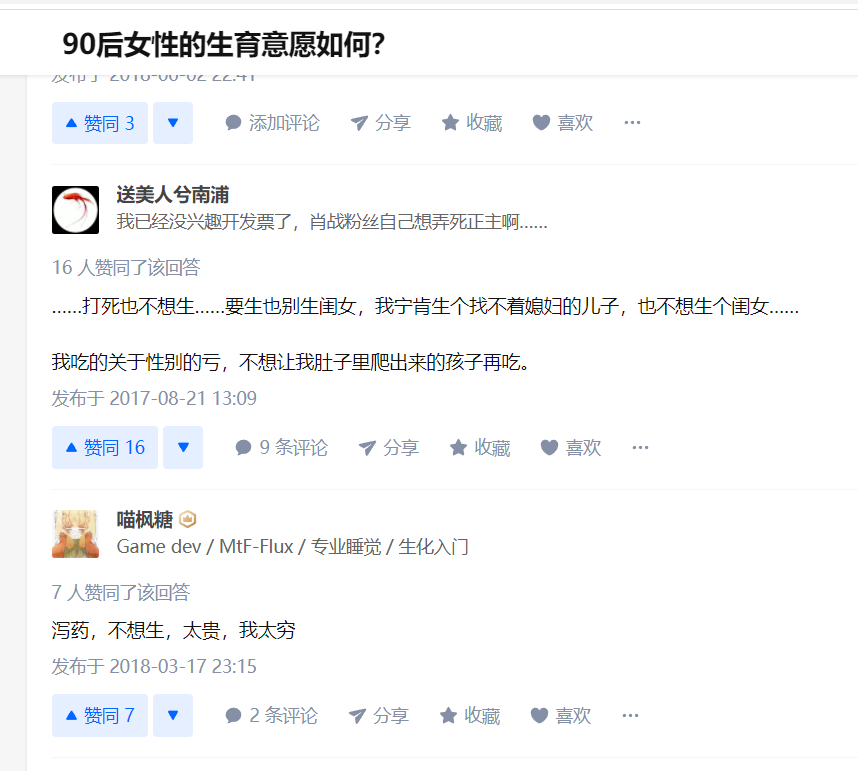 90后女性的生育意愿如何?
发布于 2018-06-02 22:41
赞同 3 添加评论 分享 收藏 喜欢
送美人兮南浦
我已经没兴趣开发票了，肖战粉丝自己想弄死正主啊......
16 人赞同了该回答
......打死也不想生......要生也别生闺女，我宁肯生个找不着媳妇的儿子，也不想生个闺女......
我吃的关于性别的亏，不想让我肚子里爬出来的孩子再吃。
发布于 2017-08-21 13:09
赞同 16 9 条评论 分享 收藏 喜欢
喵枫糖
Game dev / MtF-Flux / 专业睡觉 / 生化入门
7 人赞同了该回答
泻药，不想生，太贵，我太穷
发布于 2018-03-17 23:15
赞同 7 2 条评论 分享 收藏 喜欢